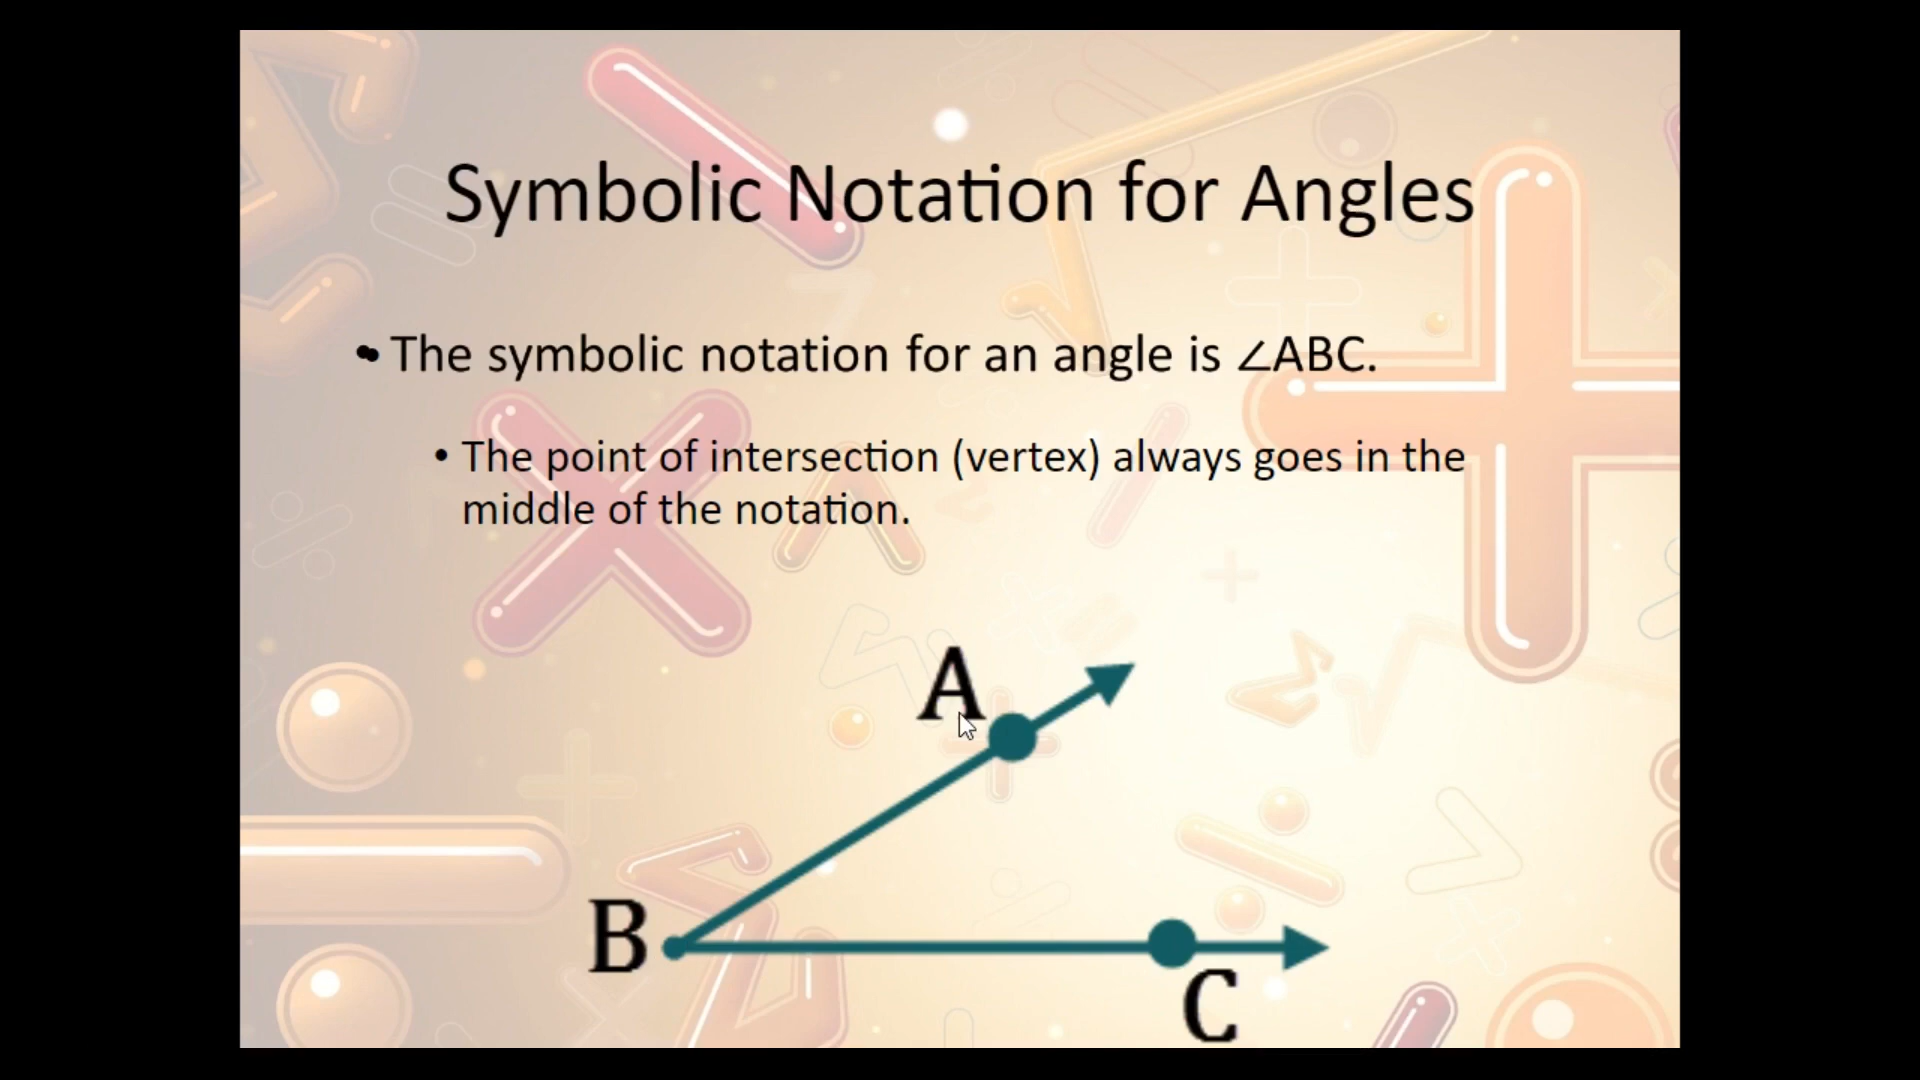 Symbolic Notation for Angles
• The symbolic notation for an angle is ∠ABC.
• The point of intersection (vertex) always goes in the
middle of the notation.
A
B
C